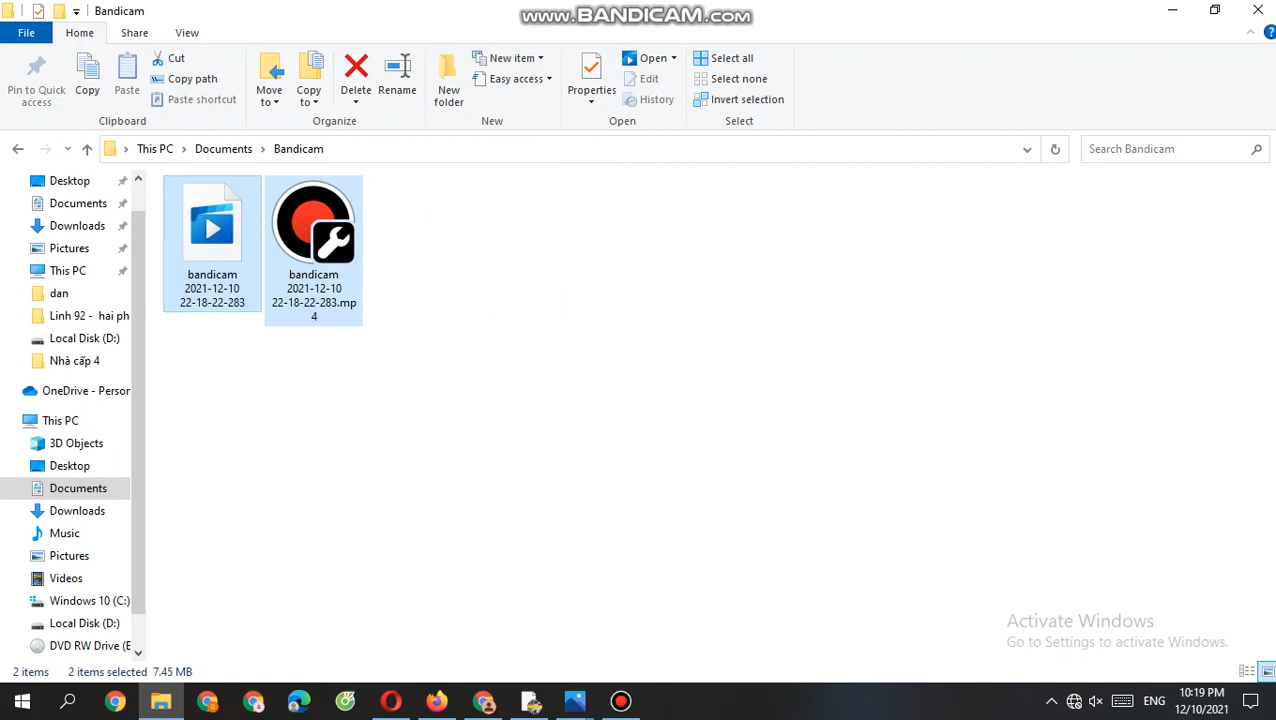 Bandicam
www.BANDICAM.com
File
Home
Share
View
Pin to Quick access
Copy
Paste
Cut
Copy path
Paste shortcut
Clipboard
Move to
Copy to
Delete
Rename
Organize
New folder
New item
Easy access
New
Properties
Open
Edit
History
Open
Select all
Select none
Invert selection
Select
This PC
Documents
Bandicam
Search Bandicam
Desktop
Documents
Downloads
Pictures
This PC
dan
Linh 92 - hai ph
Local Disk (D:)
Nhà cấp 4
OneDrive - Person
This PC
3D Objects
Desktop
Documents
Downloads
Music
Pictures
Videos
Windows 10 (C:)
Local Disk (D:)
DVD RW Drive (E
bandicam
2021-12-10
22-18-22-283
bandicam
2021-12-10
22-18-22-283.mp
4
Activate Windows
Go to Settings to activate Windows.
2 items
2 items selected 7.45 MB
ENG
10:19 PM
12/10/2021